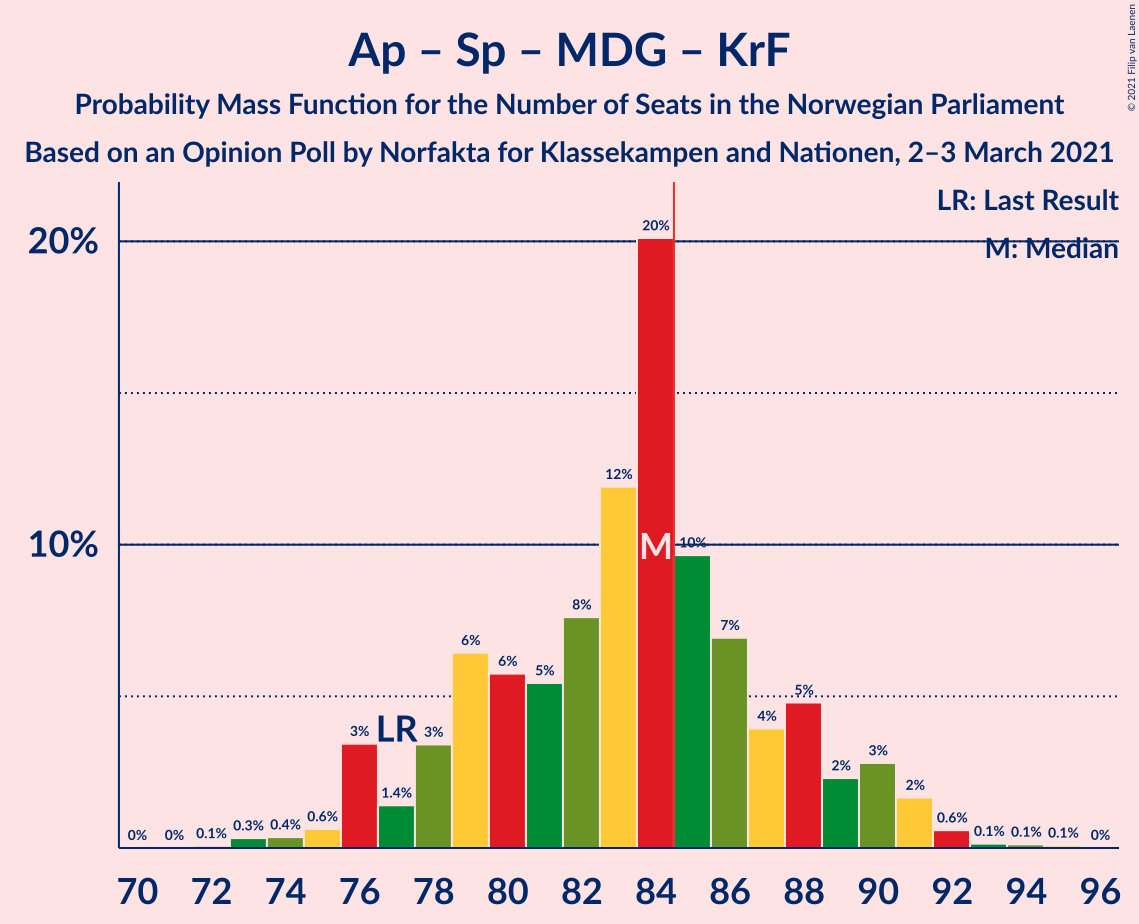 Ap – Sp – MDG – KrF
Probability Mass Function for the Number of Seats in the Norwegian Parliament
Based on an Opinion Poll by Norfakta for Klassekampen and Nationen, 2–3 March 2021
© 2021 Filip van Laenen
LR: Last Result
M: Median
20%
10%
0% 0% 0.1% 0.3% 0.4% 0.6% 3% 1.4% 3% 6% 6% 5% 8% 12% 20% 10% 7% 4% 5% 2% 3% 2% 0.6% 0.1% 0.1% 0.1% 0%
LR
M
70 72 74 76 78 80 82 84 86 88 90 92 94 96